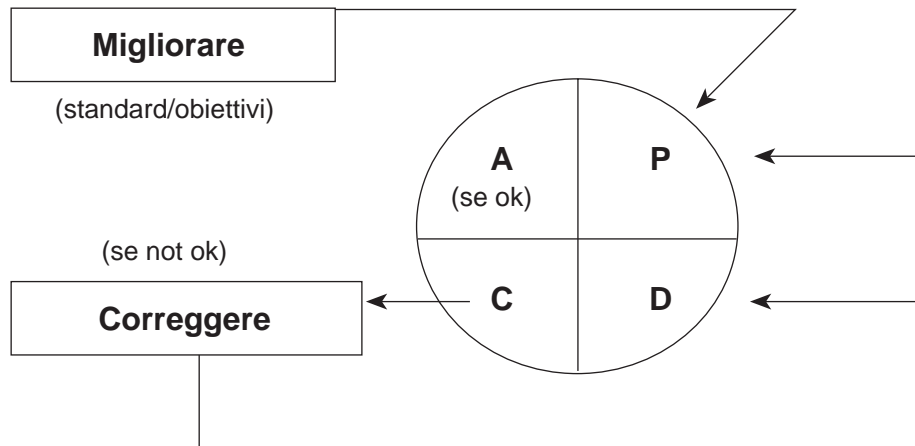 Migliorare
(standard/obiettivi)
A
P
(se ok)
(se not ok)
C
D
Correggere